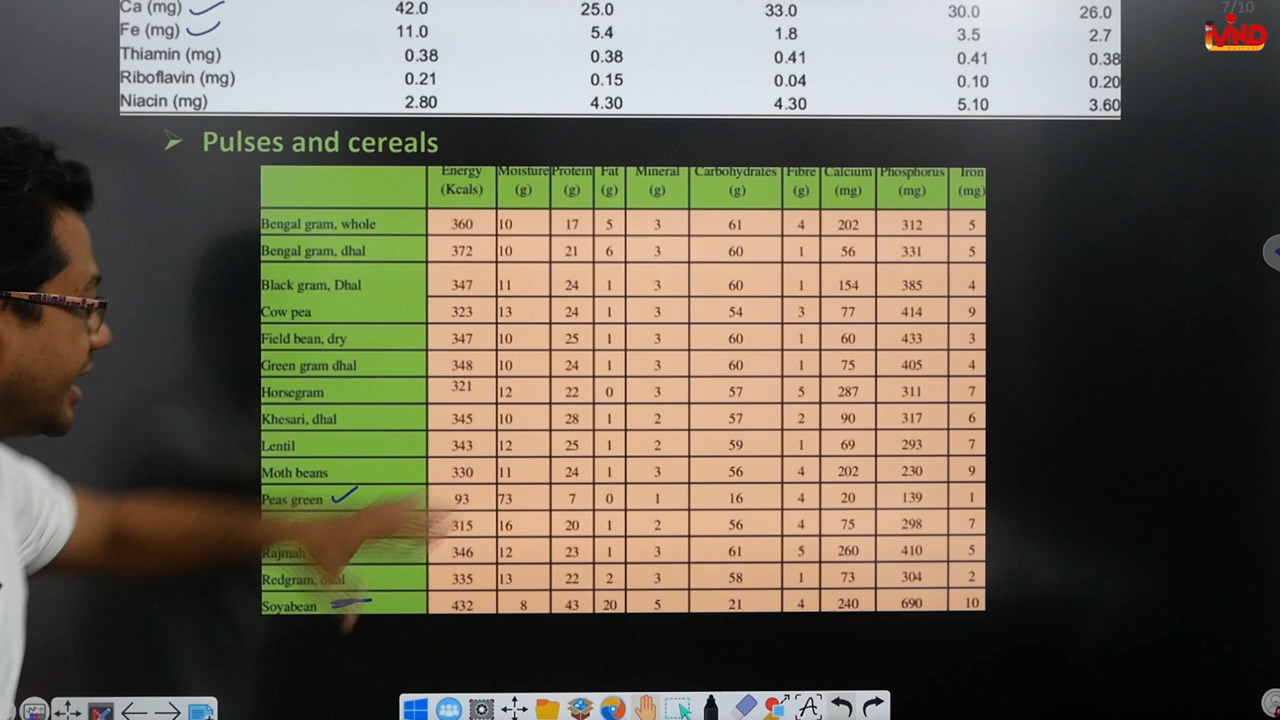 7/10
iMIND
Ca (mg) 42.0 25.0 33.0 30.0 26.0
Fe (mg) 11.0 5.4 1.8 3.5 2.7
Thiamin (mg) 0.38 0.38 0.41 0.41 0.38
Riboflavin (mg) 0.21 0.15 0.04 0.10 0.20
Niacin (mg) 2.80 4.30 4.30 5.10 3.60
Pulses and cereals
Energy Moisture Protein Fat Mineral Carbohydrates Fibre Calcium Phosphorus Iron
(Kcals) (g) (g) (g) (g) (g) (g) (mg) (mg) (mg)
Bengal gram, whole 360 10 17 5 3 61 4 202 312 5
Bengal gram, dhal 372 10 21 6 3 60 1 56 331 5
Black gram, Dhal 347 11 24 1 3 60 1 154 385 4
Cow pea 323 13 24 1 3 54 3 77 414 9
Field bean, dry 347 10 25 1 3 60 1 60 433 3
Green gram dhal 348 10 24 1 3 60 1 75 405 4
Horsegram 321 12 22 0 3 57 5 287 311 7
Khesari, dhal 345 10 28 1 2 57 2 90 317 6
Lentil 343 12 25 1 2 59 1 69 293 7
Moth beans 330 11 24 1 3 56 4 202 230 9
Peas green 93 73 7 0 1 16 4 20 139 1
315 16 20 1 2 56 4 75 298 7
Rajmah 346 12 23 1 3 61 5 260 410 5
Redgram, dhal 335 13 22 2 3 58 1 73 304 2
Soyabean 432 8 43 20 5 21 4 240 690 10
A